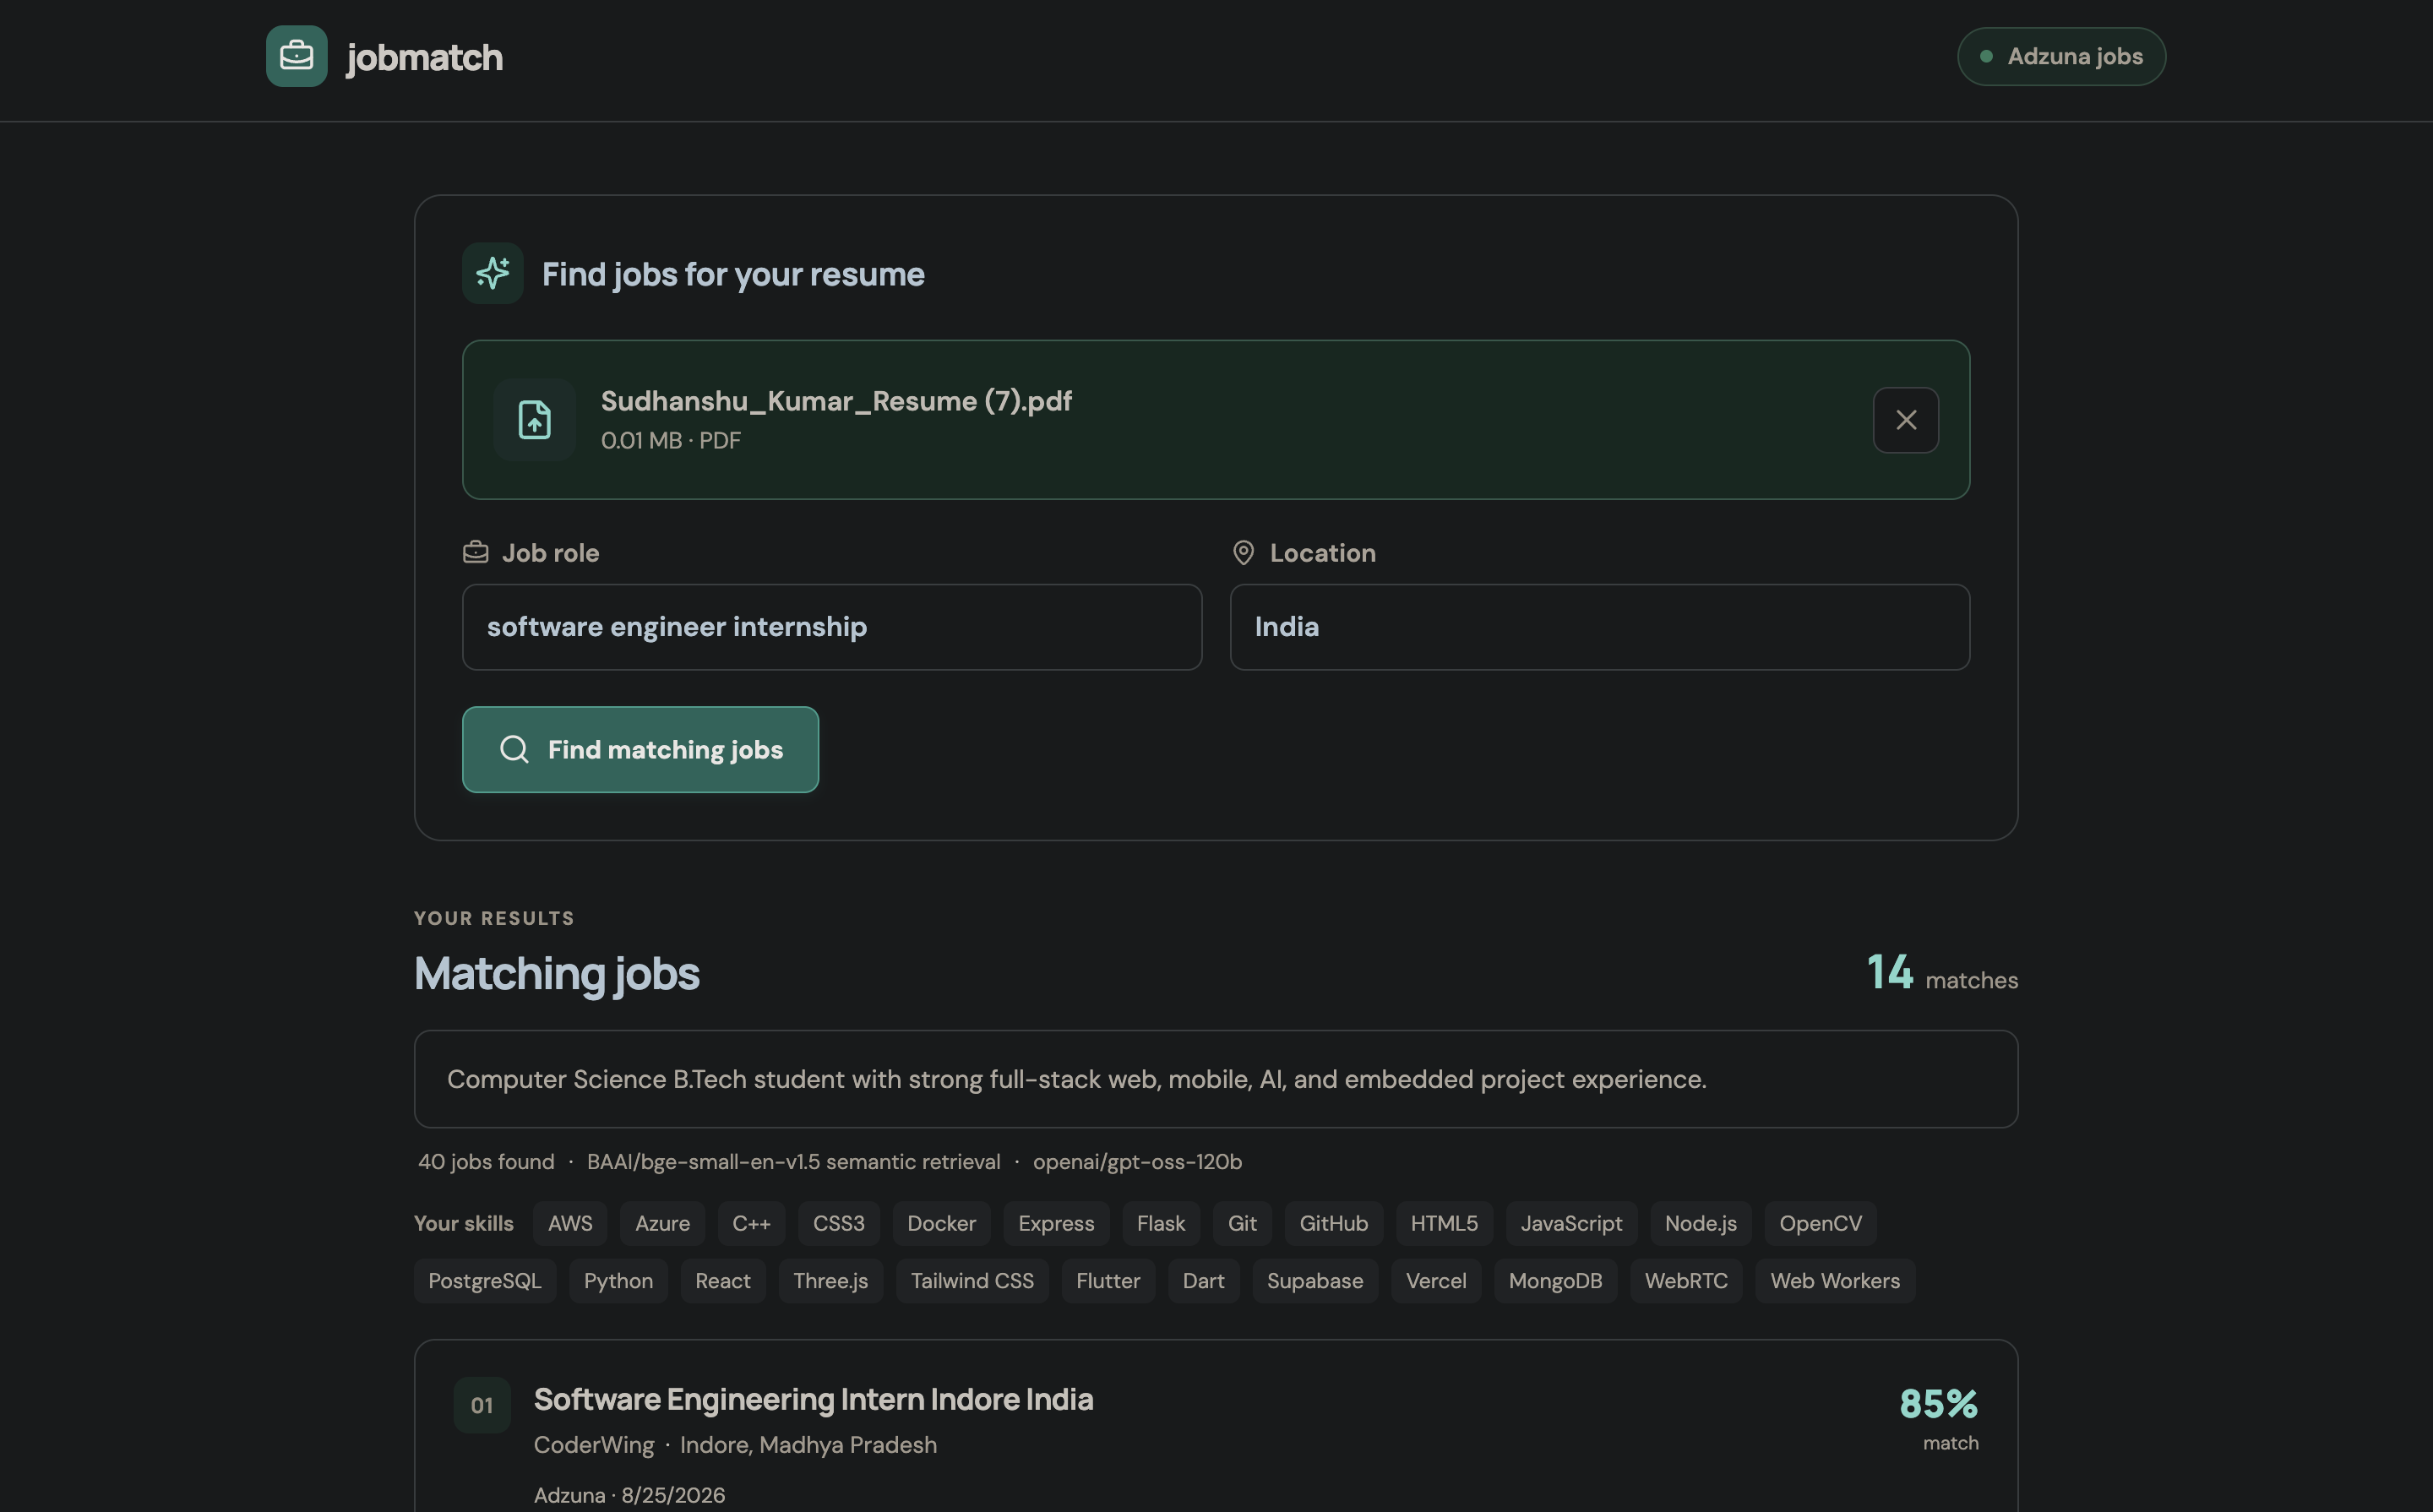 jobmatch
Adzuna jobs
Find jobs for your resume
Sudhanshu_Kumar_Resume (7).pdf
0.01 MB · PDF
Job role
Location
software engineer internship
India
Find matching jobs
YOUR RESULTS
Matching jobs
14 matches
Computer Science B.Tech student with strong full-stack web, mobile, AI, and embedded project experience.
40 jobs found · BAAI/bge-small-en-v1.5 semantic retrieval · openai/gpt-oss-120b
Your skills AWS Azure C++ CSS3 Docker Express Flask Git GitHub HTML5 JavaScript Node.js OpenCV
PostgreSQL Python React Three.js Tailwind CSS Flutter Dart Supabase Vercel MongoDB WebRTC Web Workers
01 Software Engineering Intern Indore India 85%
CoderWing · Indore, Madhya Pradesh match
Adzuna · 8/25/2026